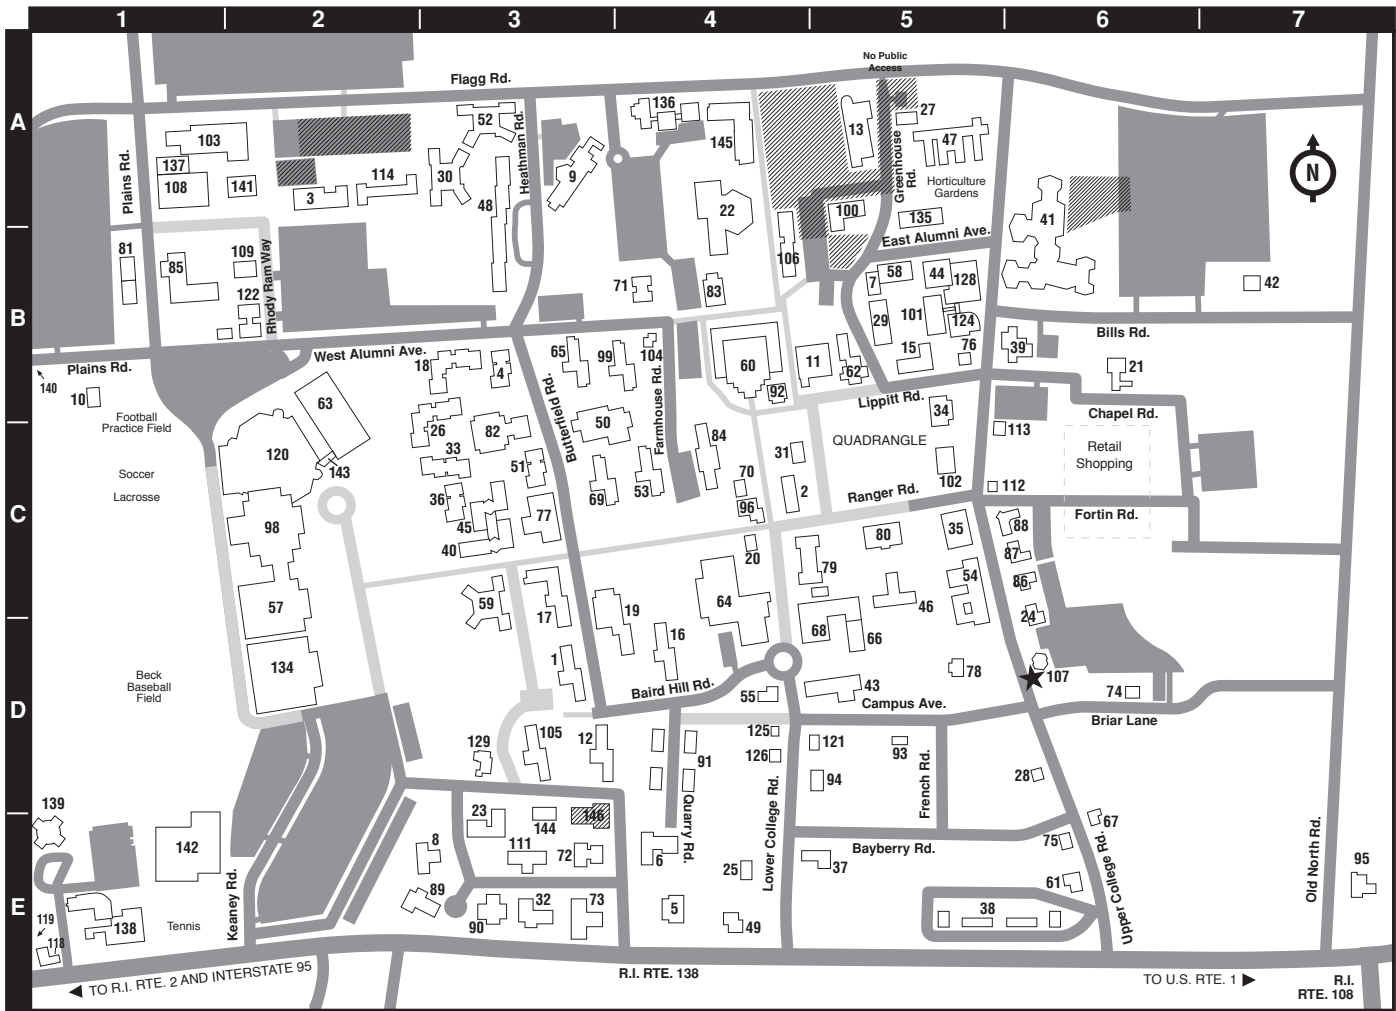 1 2 3 4 5 6 7
A
B
C
D
E
No Public
Access
Flagg Rd.
136
27
52
103
13
47
145
Plains Rd.
Heathman Rd.
Greenhouse
Rd.
N
137
108
141
114
3
30
9
Horticulture
Gardens
48
22
100
135
41
East Alumni Ave.
81
109
85
Rhody Ram Way
106
58
44
128
7
71
83
42
122
29
101
124
Bills Rd.
West Alumni Ave.
76
39
65
99
104
15
Plains Rd.
18
4
60
11
62
21
140
10
92
Lippitt Rd.
Butterfield Rd.
Farmhouse Rd.
63
Chapel Rd.
34
Football
Practice Field
26
82
50
84
QUADRANGLE
113
Retail
Shopping
33
31
120
143
51
Soccer
70
102
112
Lacrosse
36
69
53
2
Ranger Rd.
96
45
77
Fortin Rd.
98
40
80
35
88
20
87
79
54
86
59
64
57
17
19
46
24
16
68
66
134
1
78
107
Beck
Baseball
Field
Baird Hill Rd.
55
43
74
Campus Ave.
Briar Lane
129
105
12
125
121
93
91
126
94
28
French Rd.
Quarry Rd.
Lower College Rd.
139
23
144
146
67
142
8
111
72
6
75
Bayberry Rd.
Old North Rd.
25
37
95
Keaney Rd.
89
61
Upper College Rd.
119
32
73
5
38
118
138
Tennis
90
49
TO R.I. RTE. 2 AND INTERSTATE 95
R.I. RTE. 138
TO U.S. RTE. 1
R.I.
RTE. 108